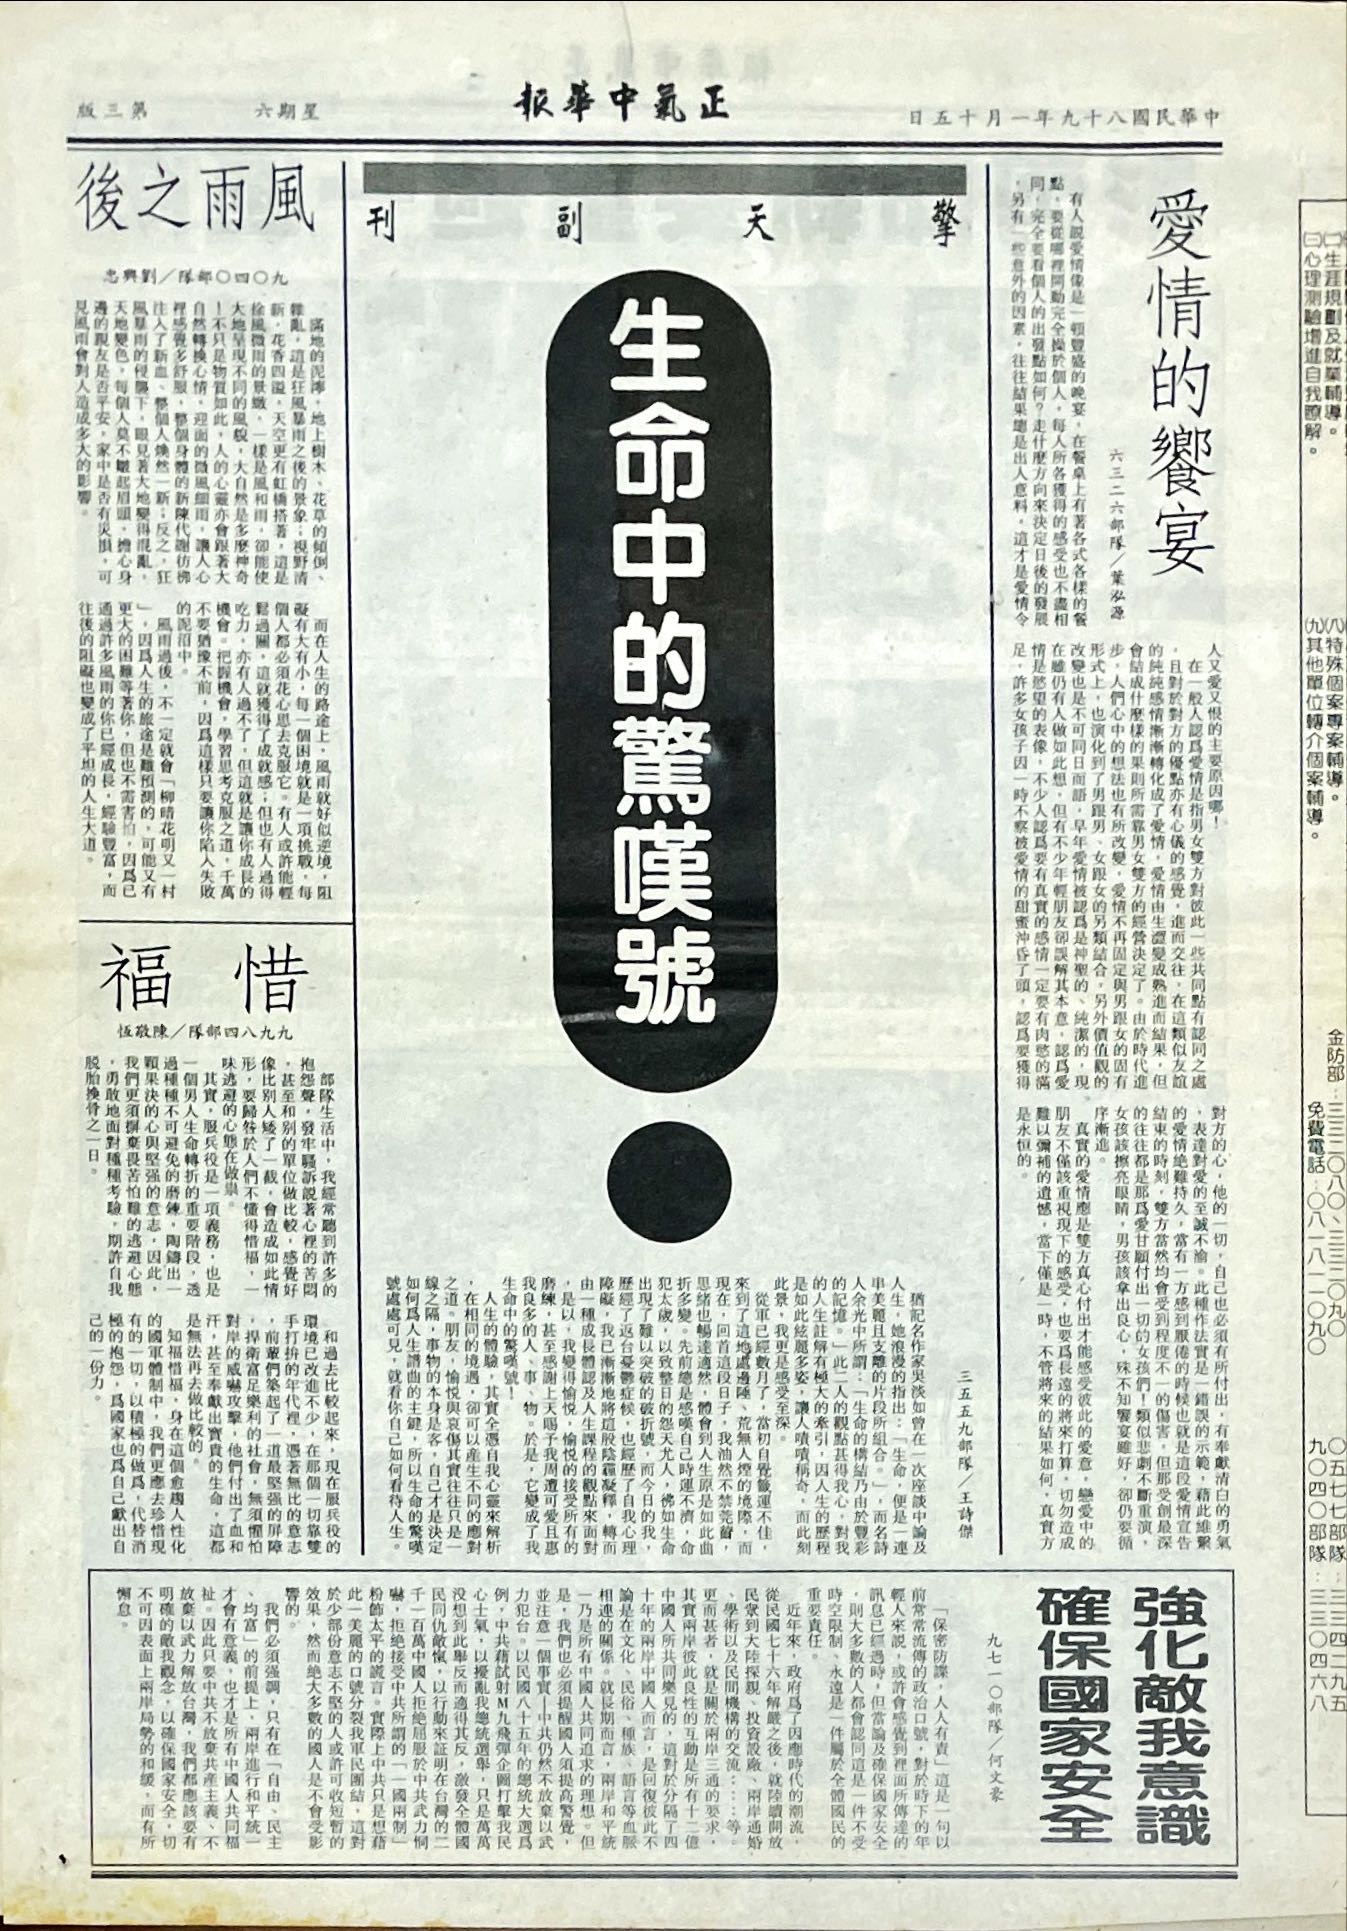 中華民國八十九年一月十五日
正氣中華報
星期六
第三版
愛情的饗宴
六三二六部隊／葉泓源
有人說愛情像是一頓豐盛的晚宴，在餐桌上有著各式各樣的餐
點，要從哪裡開動完全操於個人，每人所各獲得的感受也不盡相
同，完全要看個人的出發點如何？走什麼方向來決定日後的發展
，另有一些意外的因素，往往結果總是出人意料，這才是愛情令
人又愛又恨的主要原因哪！
在一般人認爲愛情是指男女雙方對彼此一些共同點有認同之處
，且對於對方的優點亦有心儀的感覺，進而交往，在這類似友誼
的純純感情漸漸轉化成了愛情，愛情由生澀變成熟進而結果，但
會結成什麼樣的果則所需靠男女雙方的經營決定了。由於時代進
步，人們心中的想法也有所改變，愛情不再固定與男跟女的固有
形式上，也演化到了男跟男、女跟女的另類結合，另外價值觀的
改變也是不可同日而語，早年愛情被認爲是神聖的、純潔的，現
在雖仍有人做如此想，但有不少年輕朋友卻誤解其本意，認爲愛
情是慾望的表像，不少人認爲要有真實的感情一定要有肉慾的滿
足，許多女孩子因一時不察被愛情的甜蜜沖昏了頭，認爲要獲得
對方的心，他的一切，自己也必須有所付出，有奉獻清白的勇氣
，表達對愛的至誠不渝。此種作法實是一錯誤的示範，藉此維繫
的愛情絕難持久，當有一方感到厭倦的時候也就是這段愛情宣告
結束的時刻，雙方當然均會受到程度不一的傷害，但那受創最深
的往往都是那爲愛甘願付出一切的女孩們！類似悲劇不斷重演，
女孩該擦亮眼睛，男孩該拿出良心，殊不知饗宴雖好，卻仍要循
序漸進。
真實的愛情應是雙方真心付出才能感受彼此的愛意，戀愛中的
朋友不僅該重視現下的感受，也要爲長遠的將來打算，切勿造成
難以彌補的遺憾，當下僅是一時，不管將來的結果如何，真實方
是永恒的。
擎天副刊
生命中的驚嘆號
三五五九部隊／王詩傑
猶記名作家吳淡如曾在一次座談中論及
人生，她浪漫的指出：「生命，便是一連
串美麗且支離的片段所組合。」，而名詩
人余光中所謂：「生命的構結乃由於豐彩
的記憶。」此二人的觀點甚得我心，對我
的人生註解有極大的牽引，因人生的歷程
是如此絃麗多姿，讓人嘖嘖稱奇，而此刻
此景，我更是感受至深。
從軍已經數月了，當初自覺籤運不佳，
來到了這地處邊陲、荒無人煙的境際，而
現在，回首這段日子，我油然不禁莞爾，
思緒也暢達適然，體會到人生原是如此曲
折多變。先前總是感嘆自己時運不濟，命
犯太歲，以致整日的怨天尤人，彿如生命
出現了難以突破的破折號，而今日的我，
歷經了返台憂鬱症候，也經歷了自我心理
障礙，我已漸漸地將這股陰霾凝釋，轉而
由一種成長體認及人生課程的觀點來面對
，是以，我變得愉悅，愉悅的接受所有的
磨練，甚至感謝上天賜予我周遭可愛且惠
我良多的人、事、物。於是，它變成了我
生命中的驚嘆號！
人生的體驗，其實全憑自我心靈來解析
，在相同的境遇，卻可以產生不同的應對
之道。朋友，愉悅與哀傷其實往往只是一
線之隔，事物的本身是客，自己才是決定
如何爲人生譜曲的主鍵，所以生命的驚嘆
號處處可見，就看你自己如何看待人生。
風雨之後
九〇四〇部隊／劉興忠
滿地的泥濘，地上樹木、花草的傾倒、
雜亂，這是狂風暴雨之後的景象；視野清
新，花香四溢，天空更有虹橋搭著，這是
徐風微雨的景緻，一樣是風和雨，卻能使
大地呈現不同的風貌，大自然是多麼神奇
！不只是物質如此，人的心靈亦會跟著大
自然轉換心情，迎面的微風細雨，讓人心
裡感覺多舒服，整個身體的新陳代謝彷彿
注入了新血、整個人煥然一新；反之，狂
風暴雨的侵襲下，眼見著大地變得混亂，
天地變色，每個人莫不皺起眉頭，擔心身
邊的親友是否平安，家中是否有災損，可
見風雨會對人造成多大的影響。
而在人生的路途上，風雨就好似逆境，阻
礙有大有小，每一個困境就是一項挑戰，每
個人都必須花心思去克服它。有人或許能輕
鬆過關，這就獲得了成就感；但也有人過得
吃力，亦有人過不了，但這就是讓你成長的
機會。把握機會，學習思考克服之道，千萬
不要猶豫不前，因爲這樣只要讓你陷入失敗
的泥沼中。
風雨過後，不一定就會「柳暗花明又一村
」，因爲人生的旅途是難預測的，可能又有
更大的困難等著你，但也不需害怕，因爲已
通過許多風雨的你已經成長，經驗豐富，而
往後的阻礙也變成了平坦的人生大道。
惜福
九九八四部隊／陳敬恆
部隊生活中，我經常聽到許多的
抱怨聲，發牢騷訴說著心裡的苦悶
，甚至和別的單位做比較，感覺好
像比別人矮了一截，會造成如此情
形，要歸咎於人們不懂得惜福，一
味逃避的心態在做祟。
其實，服兵役是一項義務，也是
一個男人生命轉折的重要階段，透
過種種不可避免的磨鍊，陶鑄出一
顆果決的心與堅强的意志，因此，
我們更須摒棄畏苦怕難的逃避心態
，勇敢地面對種種考驗，期許自我
脱胎換骨之一日。
和過去比較起來，現在服兵役的
環境已改進不少，在那個一切靠雙
手打拚的年代裡，憑著無比的意志
，前輩們築起了一道最堅强的屏障
，捍衛富足樂利的社會，無須懼怕
對岸的威嚇攻擊，他們付出了血和
汗，甚至奉獻出寶貴的生命，這都
是無法再去做比較的。
知福惜福，身在這個愈趨人性化
的國軍體制中，我們更應去珍惜現
有的一切，以積極的做爲，代替消
極的抱怨，爲國家也爲自己獻出自
己的一份力。
強化敵我意識
確保國家安全
九七一〇部隊／何文豪
「保密防諜，人人有責」這是一句以
前常常流傳的政治口號，對於時下的年
輕人來說，或許會感覺到裡面所傳達的
訊息已經過時，但當論及確保國家安全
，則大多數的人都會認同這是一件不受
時空限制、永遠是一件屬於全體國民的
重要責任。
近年來，政府爲了因應時代的潮流，
從民國七十六年解嚴之後，就陸續開放
民衆到大陸探親、投資設廠、兩岸通婚
、學術以及民間機構的交流……等。
更而甚者，就是關於兩岸三通的要求，
其實兩岸彼此良性的互動是所有十二億
中國人所共同樂見的，這對於分隔了四
十年的兩岸中國人而言，是回復彼此不
論是在文化、民俗、種族、語言等血脈
相連的關係。就長期而言，兩岸和平統
一乃是所有中國人共同追求的理想。但
是，我們也必須提醒國人須提高警覺，
並注意一個事實—中共仍然不放棄以武
力犯台。以民國八十五年的總統大選爲
例，中共藉試射M九飛彈企圖打擊我民
心士氣，以擾亂我總統選舉，只是萬萬
沒想到此舉反而適得其反，激發全體國
民同仇敵愾，以行動來証明在台灣的二
千一百萬中國人拒絕屈服於中共武力恫
嚇，拒絕接受中共所謂的「一國兩制」
粉飾太平的謊言。實際上中共只是想藉
此一美麗的口號分裂我軍民團結，這對
於少部份意志不堅的人或許可收短暫的
效果，然而絶大多數的國人是不會受影
響的。
我們必須强調，只有在「自由、民主
、均富」的前提上、兩岸進行和平統一
才會有意義，也才是所有中國人共同福
祉。因此只要中共不放棄共產主義、不
放棄以武力解放台灣，我們都應該要有
明確的敵我觀念，以確保國家安全，切
不可因表面上兩岸局勢的和緩，而有所
懈怠。
(二)生涯規劃及就業輔導。
(三)心理測驗增進自我瞭解。
(八)特殊個案專案輔導。
(九)其他單位轉介個案輔導。
金防部：三三二〇八〇、三三二〇九〇
免費電話：〇八一八一一〇九〇
〇五七七部隊：三三四二九五
九〇四〇部隊：三三〇四六八